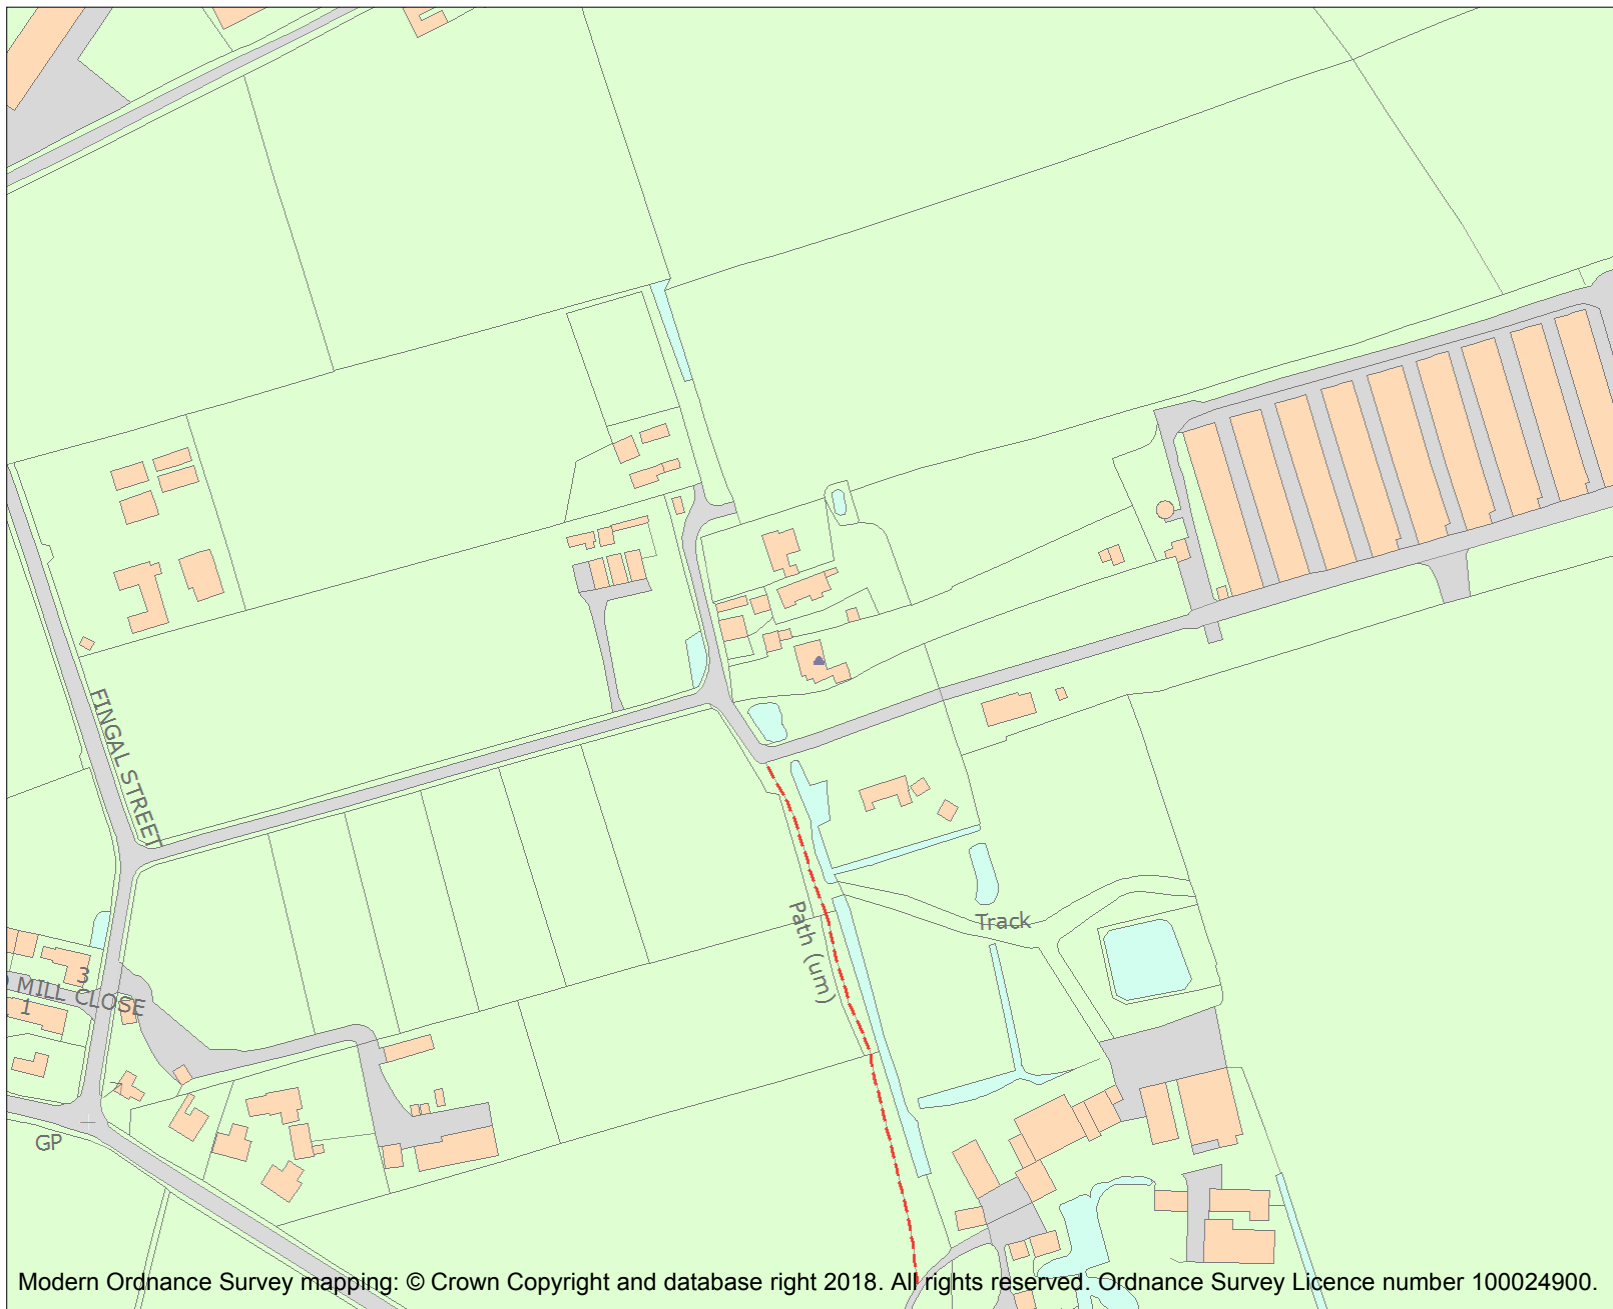 FINGAL STREET
Path (um)
Track
3
MILL CLOSE
1
7
GP
Modern Ordnance Survey mapping: © Crown Copyright and database right 2018. All rights reserved. Ordnance Survey Licence number 100024900.